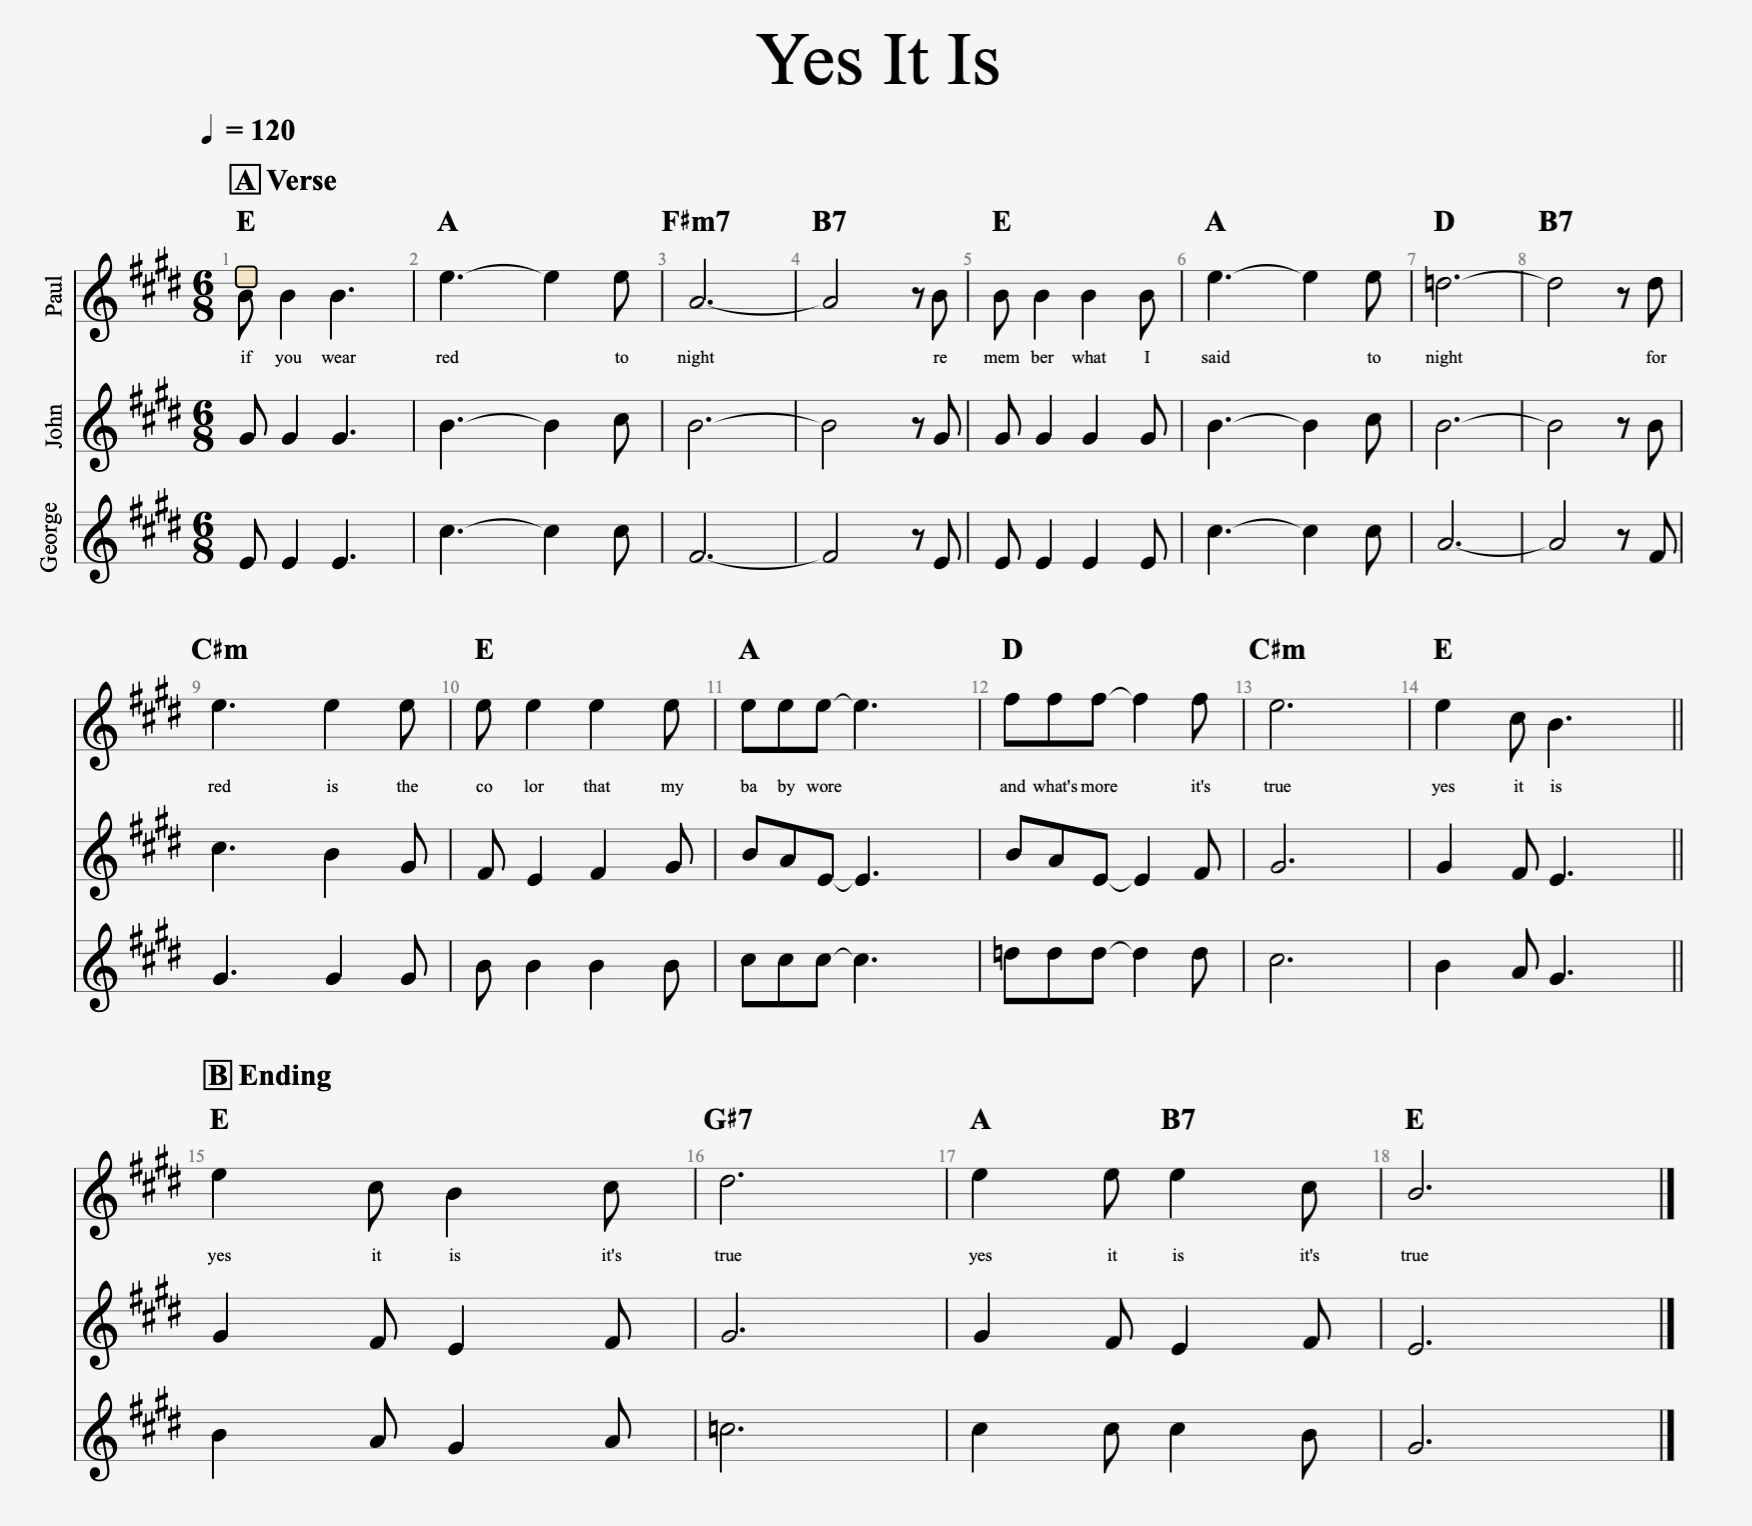 Yes It Is
♩ = 120
A Verse
E A F♯m7 B7 E A D B7
1 2 3 4 5 6 7 8
Paul
6 8
if you wear red to night re mem ber what I said to night for
John
6 8
George
6 8
C♯m E A D C♯m E
9 10 11 12 13 14
red is the co lor that my ba by wore and what's more it's true yes it is
B Ending
E G♯7 A B7 E
15 16 17 18
yes it is it's true yes it is it's true